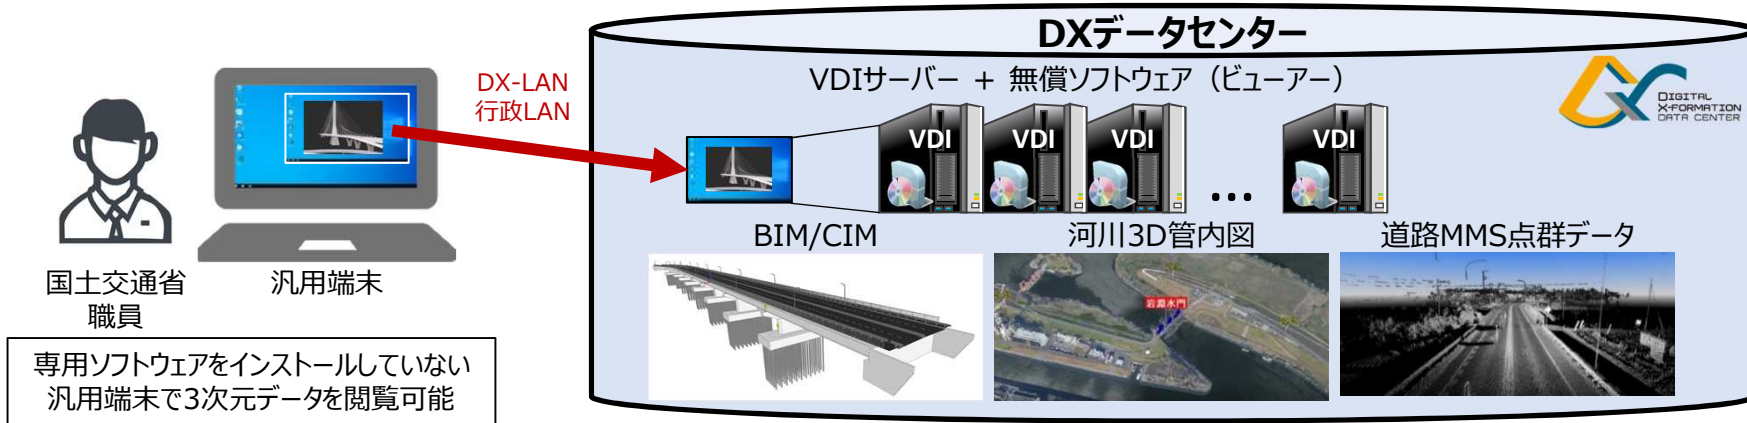 DXデータセンター
VDIサーバー + 無償ソフトウェア（ビューアー）
DX-LAN
行政LAN
DIGITAL
X-FORMATION
DATA CENTER
VDI
VDI
VDI
…
VDI
BIM/CIM
河川3D管内図
道路MMS点群データ
岩淵水門
国土交通省
職員
汎用端末
専用ソフトウェアをインストールしていない
汎用端末で3次元データを閲覧可能